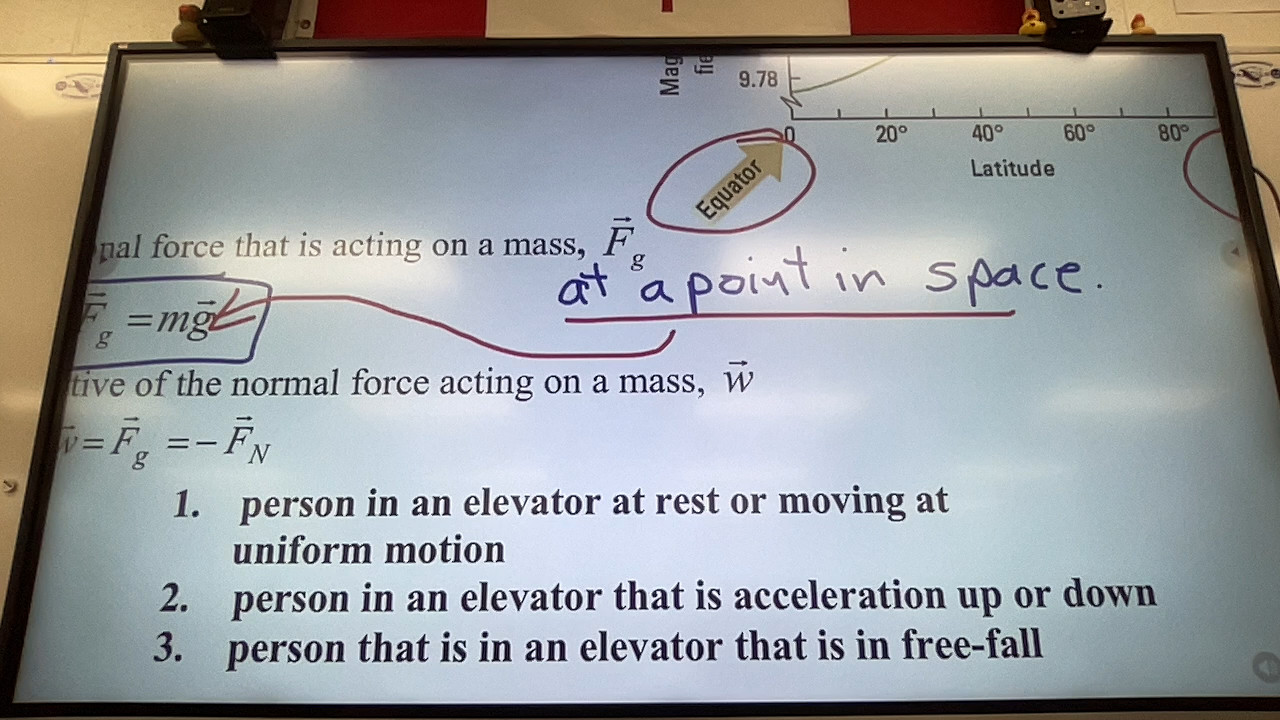 Mag
fie
9.78
0 20° 40° 60° 80°
Latitude
Equator
nal force that is acting on a mass, F⃗g
at a point in space.
F⃗g = mg⃗
tive of the normal force acting on a mass, w⃗
w⃗ = F⃗g = − F⃗N
1. person in an elevator at rest or moving at
uniform motion
2. person in an elevator that is acceleration up or down
3. person that is in an elevator that is in free-fall